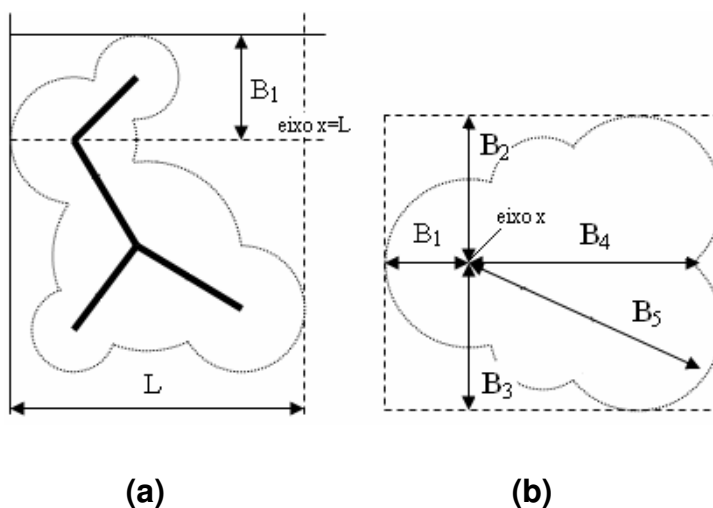 B₁
eixo x=L
L
(a)
B₂
eixo x
B₁
B₄
B₅
B₃
(b)